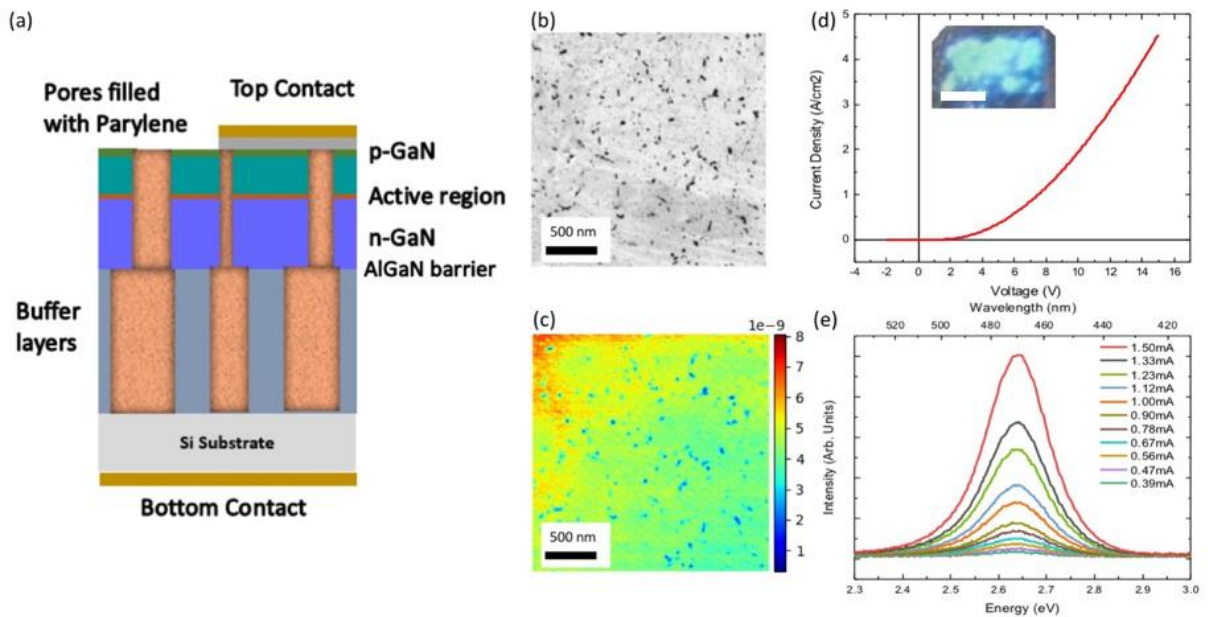 (a)
Pores filled
with Parylene
Top Contact
p-GaN
Active region
n-GaN
AlGaN barrier
Buffer
layers
Si Substrate
Bottom Contact
(b)
500 nm
(c)
1e-9
8
7
6
5
4
3
2
1
500 nm
(d)
Current Density (A/cm2)
5
4
3
2
1
0
-4 -2 0 2 4 6 8 10 12 14 16
Voltage (V)
Wavelength (nm)
(e)
520 500 480 460 440 420
Intensity (Arb. Units)
1.50mA
1.33mA
1.23mA
1.12mA
1.00mA
0.90mA
0.78mA
0.67mA
0.56mA
0.47mA
0.39mA
2.3 2.4 2.5 2.6 2.7 2.8 2.9 3.0
Energy (eV)